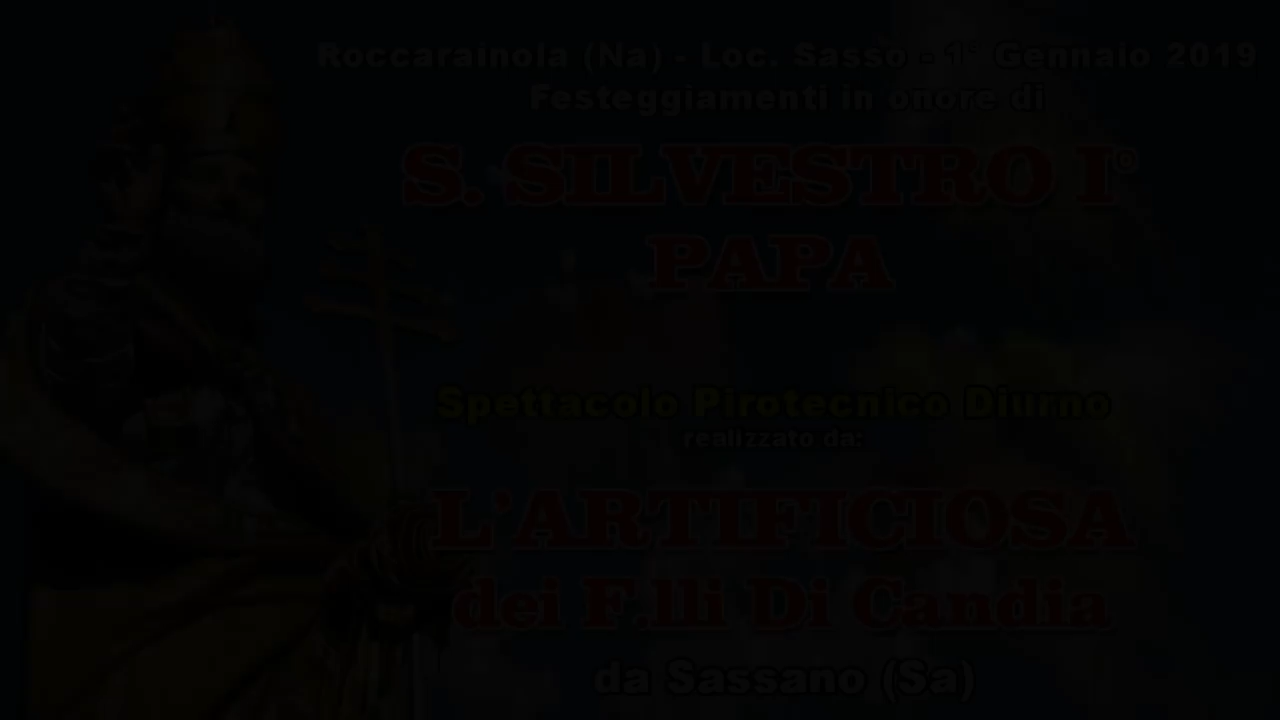 Roccarainola (Na) - Loc. Sasso - 1° Gennaio 2019
Festeggiamenti in onore di
S. SILVESTRO I°
PAPA
Spettacolo Pirotecnico Diurno
realizzato da:
L'ARTIFICIOSA
dei F.lli Di Candia
da Sassano (Sa)